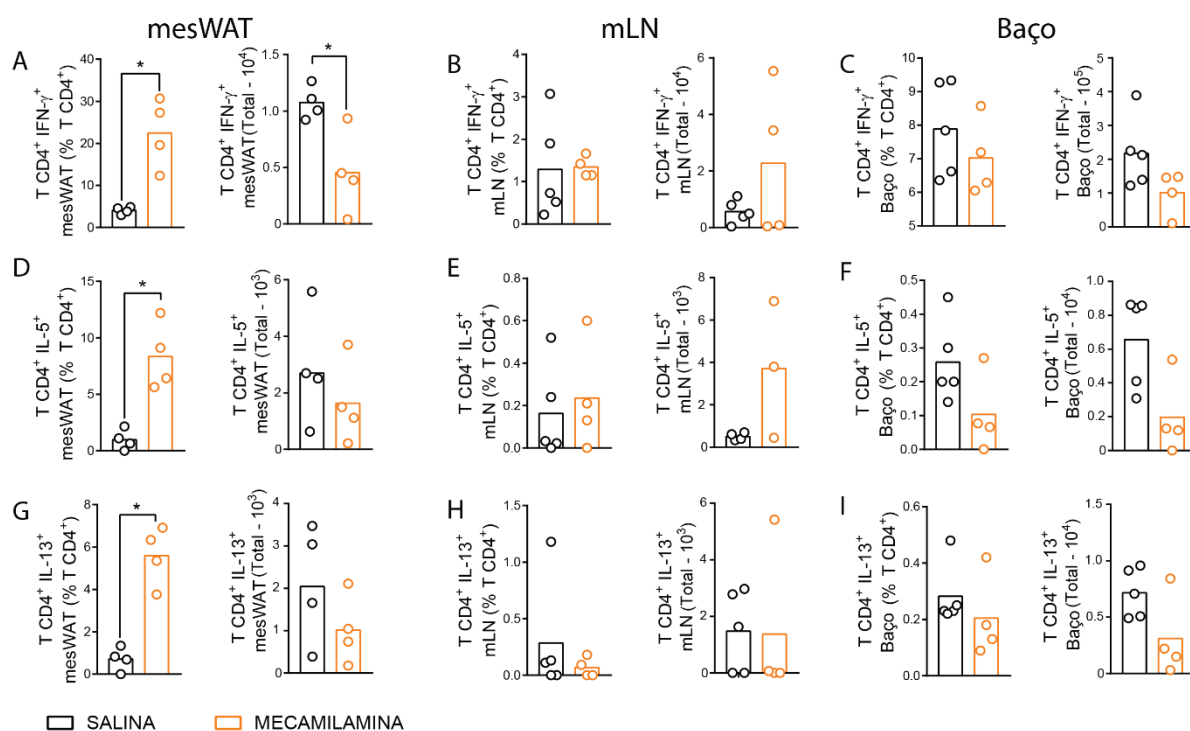 mesWAT
mLN
Baço
A
T CD4⁺ IFN-γ⁺
mesWAT (% T CD4⁺)
40
30
20
10
0
*
T CD4⁺ IFN-γ⁺
mesWAT (Total - 10⁴)
1.5
1.0
0.5
0.0
*
B
T CD4⁺ IFN-γ⁺
mLN (% T CD4⁺)
4
3
2
1
0
T CD4⁺ IFN-γ⁺
mLN (Total - 10⁴)
6
4
2
0
C
T CD4⁺ IFN-γ⁺
Baço (% T CD4⁺)
10
9
8
7
6
5
T CD4⁺ IFN-γ⁺
Baço (Total - 10⁵)
5
4
3
2
1
0
D
T CD4⁺ IL-5⁺
mesWAT (% T CD4⁺)
15
10
5
0
*
T CD4⁺ IL-5⁺
mesWAT (Total - 10³)
6
4
2
0
E
T CD4⁺ IL-5⁺
mLN (% T CD4⁺)
0.8
0.6
0.4
0.2
0.0
T CD4⁺ IL-5⁺
mLN (Total - 10³)
8
6
4
2
0
F
T CD4⁺ IL-5⁺
Baço (% T CD4⁺)
0.5
0.4
0.3
0.2
0.1
0.0
T CD4⁺ IL-5⁺
Baço (Total - 10⁴)
1.0
0.8
0.6
0.4
0.2
0.0
G
T CD4⁺ IL-13⁺
mesWAT (% T CD4⁺)
8
6
4
2
0
*
T CD4⁺ IL-13⁺
mesWAT (Total - 10³)
4
3
2
1
0
H
T CD4⁺ IL-13⁺
mLN (% T CD4⁺)
1.5
1.0
0.5
0.0
T CD4⁺ IL-13⁺
mLN (Total - 10³)
6
4
2
0
I
T CD4⁺ IL-13⁺
Baço (% T CD4⁺)
0.6
0.4
0.2
0.0
T CD4⁺ IL-13⁺
Baço (Total - 10⁴)
1.5
1.0
0.5
0.0
SALINA
MECAMILAMINA